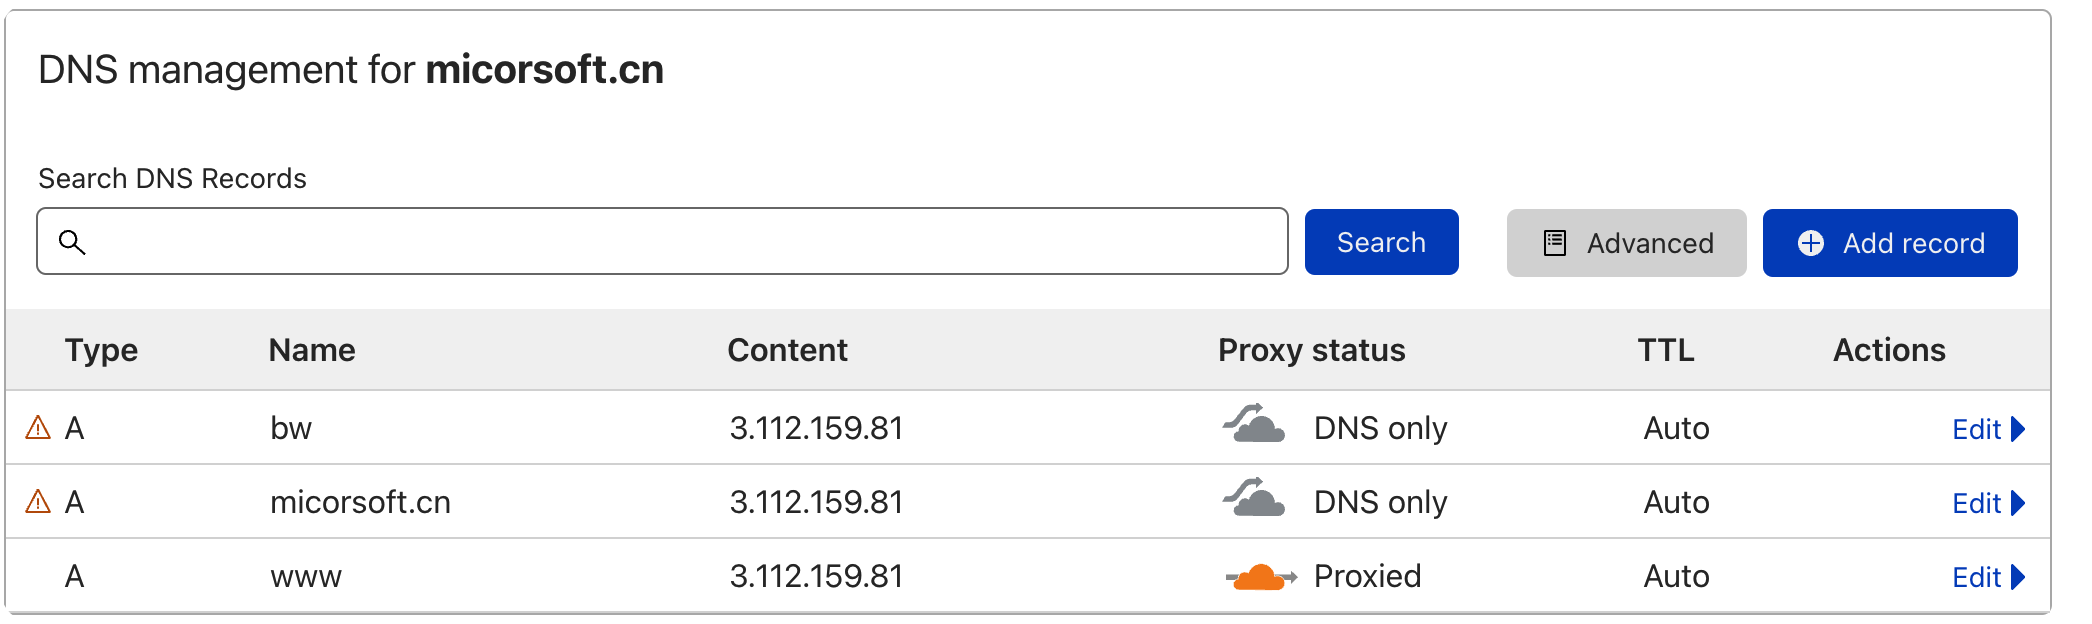 DNS management for micorsoft.cn
Search DNS Records
Search Advanced Add record
Type Name Content Proxy status TTL Actions
A bw 3.112.159.81 DNS only Auto Edit
A micorsoft.cn 3.112.159.81 DNS only Auto Edit
A www 3.112.159.81 Proxied Auto Edit